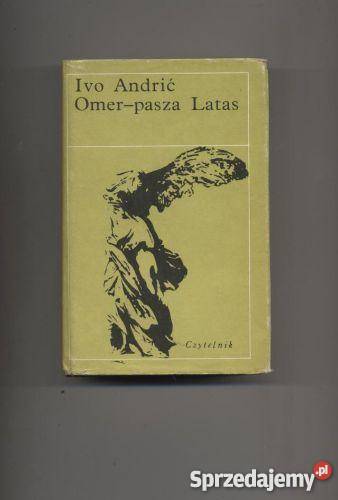 Ivo Andrić
Omer–pasza Latas
Czytelnik
Sprzedajemy.pl